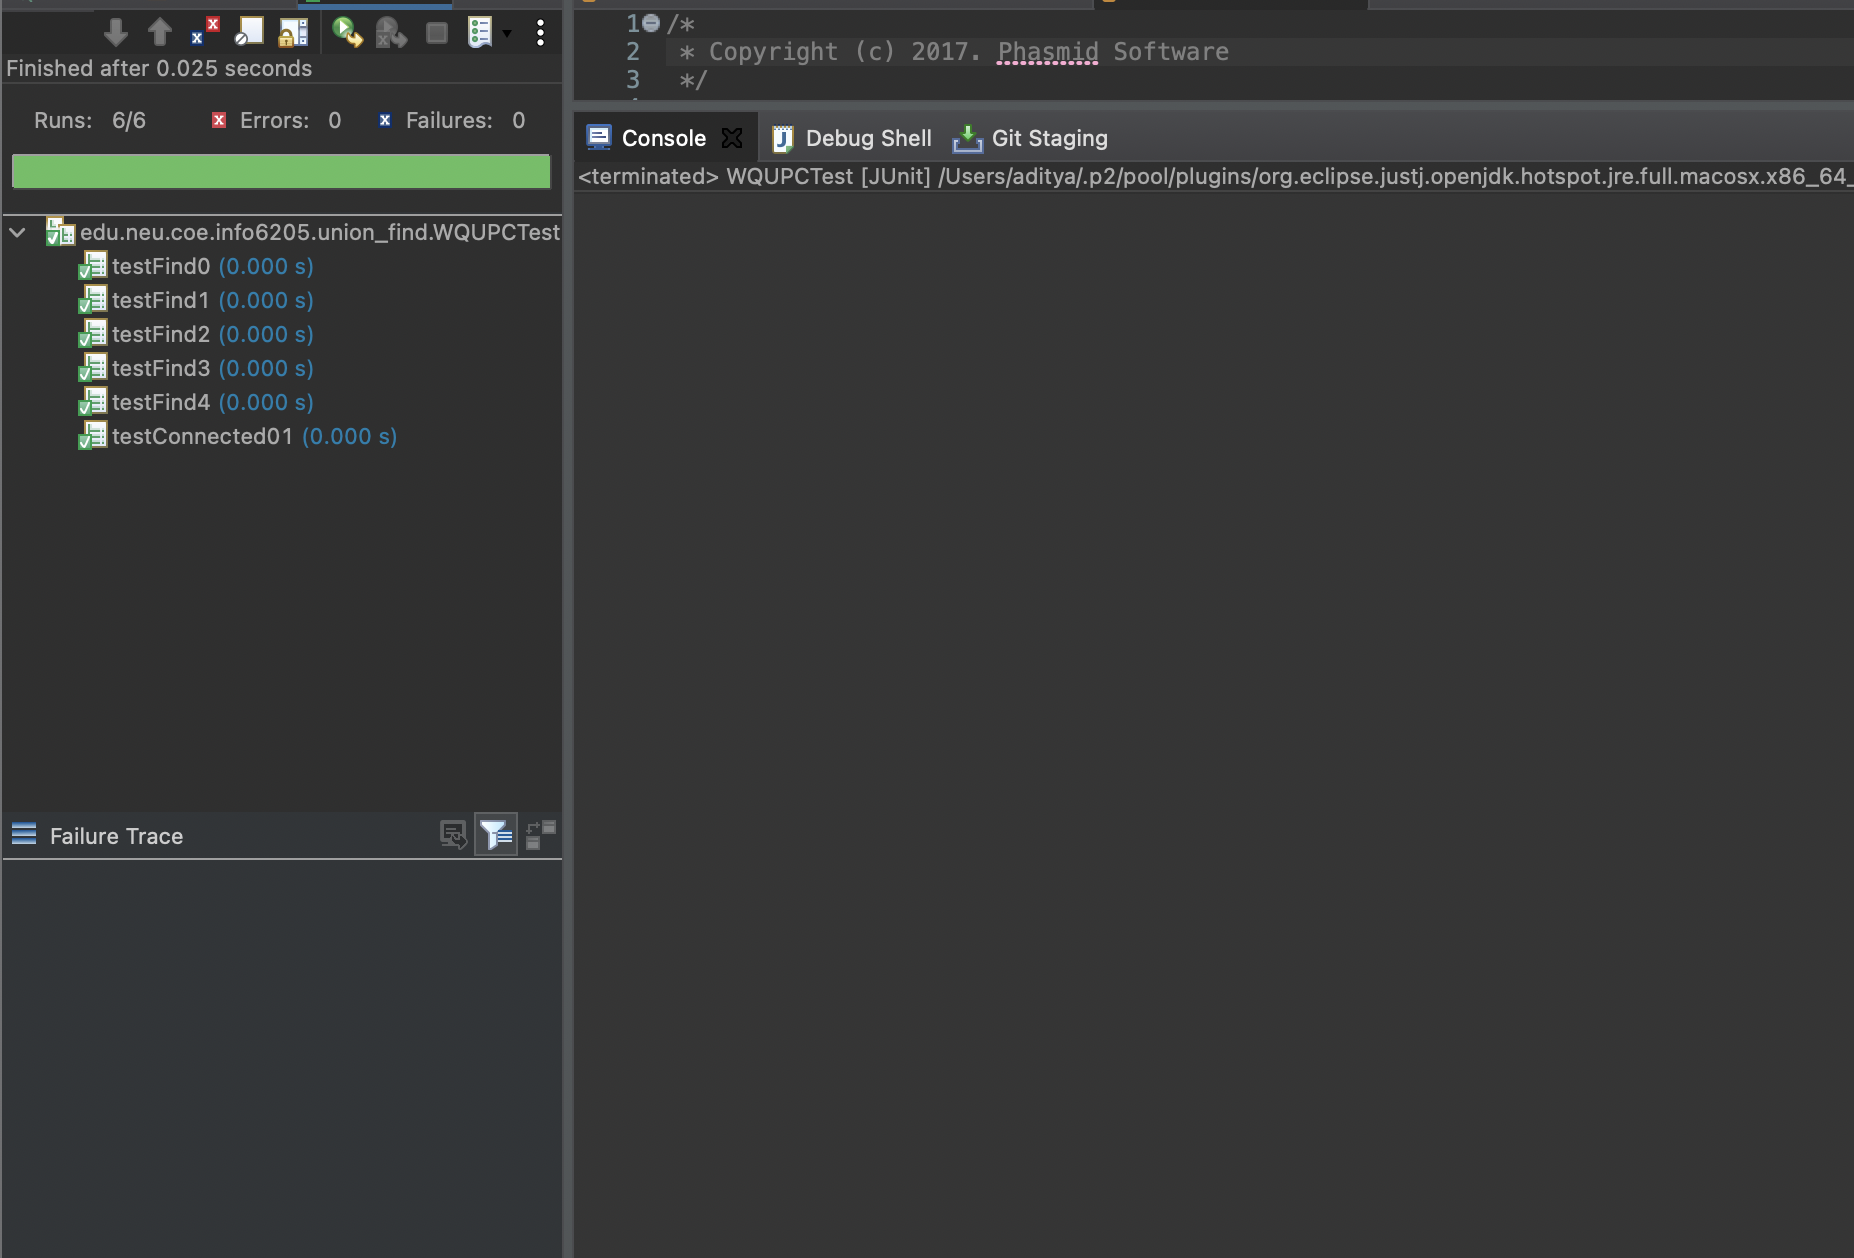 Finished after 0.025 seconds
Runs: 6/6 Errors: 0 Failures: 0
edu.neu.coe.info6205.union_find.WQUPCTest
testFind0 (0.000 s)
testFind1 (0.000 s)
testFind2 (0.000 s)
testFind3 (0.000 s)
testFind4 (0.000 s)
testConnected01 (0.000 s)
Failure Trace
1 /*
2 * Copyright (c) 2017. Phasmid Software
3 */
Console Debug Shell Git Staging
<terminated> WQUPCTest [JUnit] /Users/aditya/.p2/pool/plugins/org.eclipse.justj.openjdk.hotspot.jre.full.macosx.x86_64_